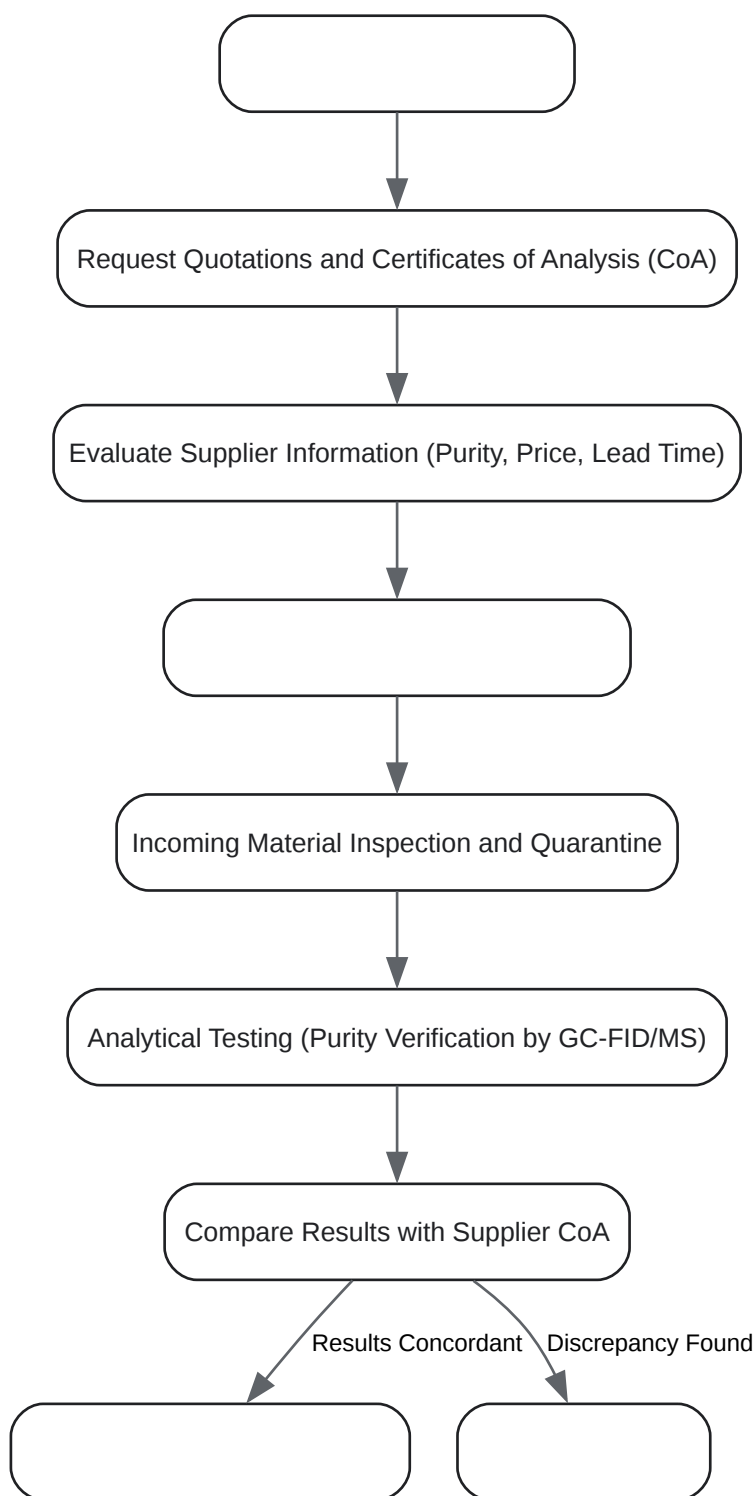 Request Quotations and Certificates of Analysis (CoA)
Evaluate Supplier Information (Purity, Price, Lead Time)
Incoming Material Inspection and Quarantine
Analytical Testing (Purity Verification by GC-FID/MS)
Compare Results with Supplier CoA
Results Concordant
Discrepancy Found